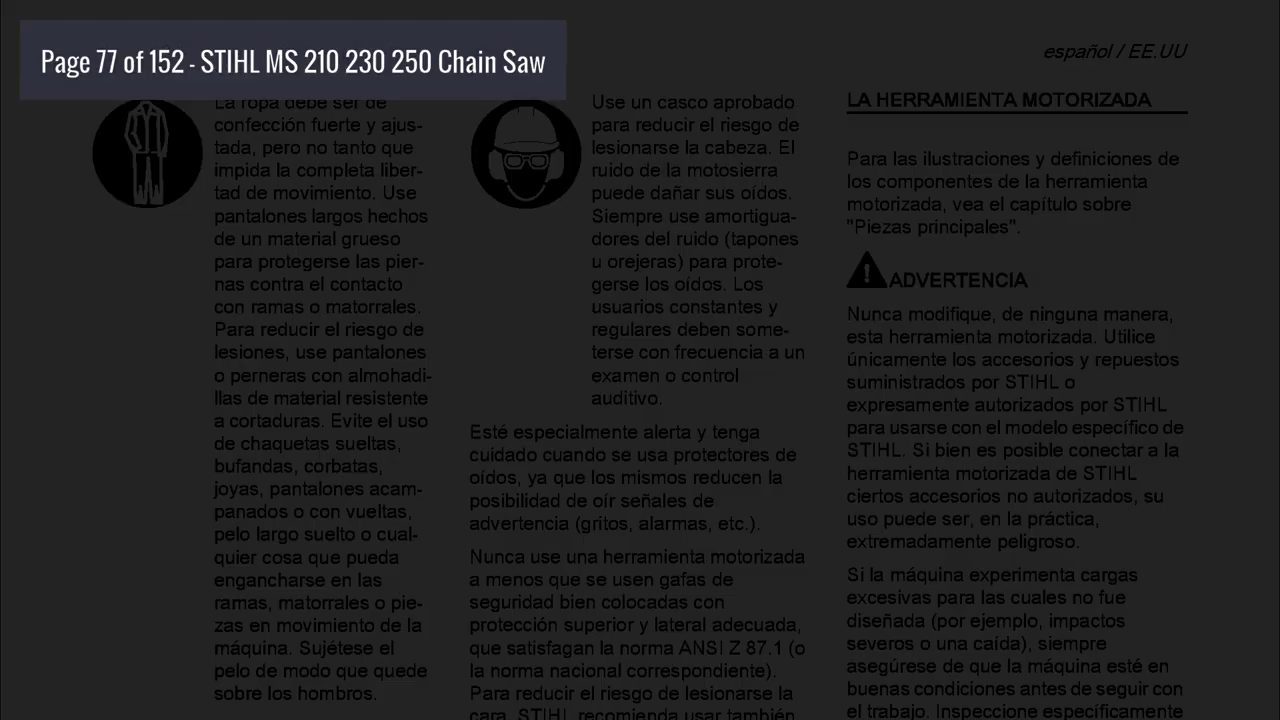 Page 77 of 152 - STIHL MS 210 230 250 Chain Saw
español / EE.UU
La ropa debe ser de
confección fuerte y ajus-
tada, pero no tanto que
impida la completa liber-
tad de movimiento. Use
pantalones largos hechos
de un material grueso
para protegerse las pier-
nas contra el contacto
con ramas o matorrales.
Para reducir el riesgo de
lesiones, use pantalones
o perneras con almohadi-
llas de material resistente
a cortaduras. Evite el uso
de chaquetas sueltas,
bufandas, corbatas,
joyas, pantalones acam-
panados o con vueltas,
pelo largo suelto o cual-
quier cosa que pueda
engancharse en las
ramas, matorrales o pie-
zas en movimiento de la
máquina. Sujétese el
pelo de modo que quede
sobre los hombros.
Use un casco aprobado
para reducir el riesgo de
lesionarse la cabeza. El
ruido de la motosierra
puede dañar sus oídos.
Siempre use amortigua-
dores del ruido (tapones
u orejeras) para prote-
gerse los oídos. Los
usuarios constantes y
regulares deben some-
terse con frecuencia a un
examen o control
auditivo.
Esté especialmente alerta y tenga
cuidado cuando se usa protectores de
oídos, ya que los mismos reducen la
posibilidad de oír señales de
advertencia (gritos, alarmas, etc.).
Nunca use una herramienta motorizada
a menos que se usen gafas de
seguridad bien colocadas con
protección superior y lateral adecuada,
que satisfagan la norma ANSI Z 87.1 (o
la norma nacional correspondiente).
Para reducir el riesgo de lesionarse la
cara, STIHL recomienda usar también
LA HERRAMIENTA MOTORIZADA
Para las ilustraciones y definiciones de
los componentes de la herramienta
motorizada, vea el capítulo sobre
"Piezas principales".
ADVERTENCIA
Nunca modifique, de ninguna manera,
esta herramienta motorizada. Utilice
únicamente los accesorios y repuestos
suministrados por STIHL o
expresamente autorizados por STIHL
para usarse con el modelo específico de
STIHL. Si bien es posible conectar a la
herramienta motorizada de STIHL
ciertos accesorios no autorizados, su
uso puede ser, en la práctica,
extremadamente peligroso.
Si la máquina experimenta cargas
excesivas para las cuales no fue
diseñada (por ejemplo, impactos
severos o una caída), siempre
asegúrese de que la máquina esté en
buenas condiciones antes de seguir con
el trabajo. Inspeccione específicamente